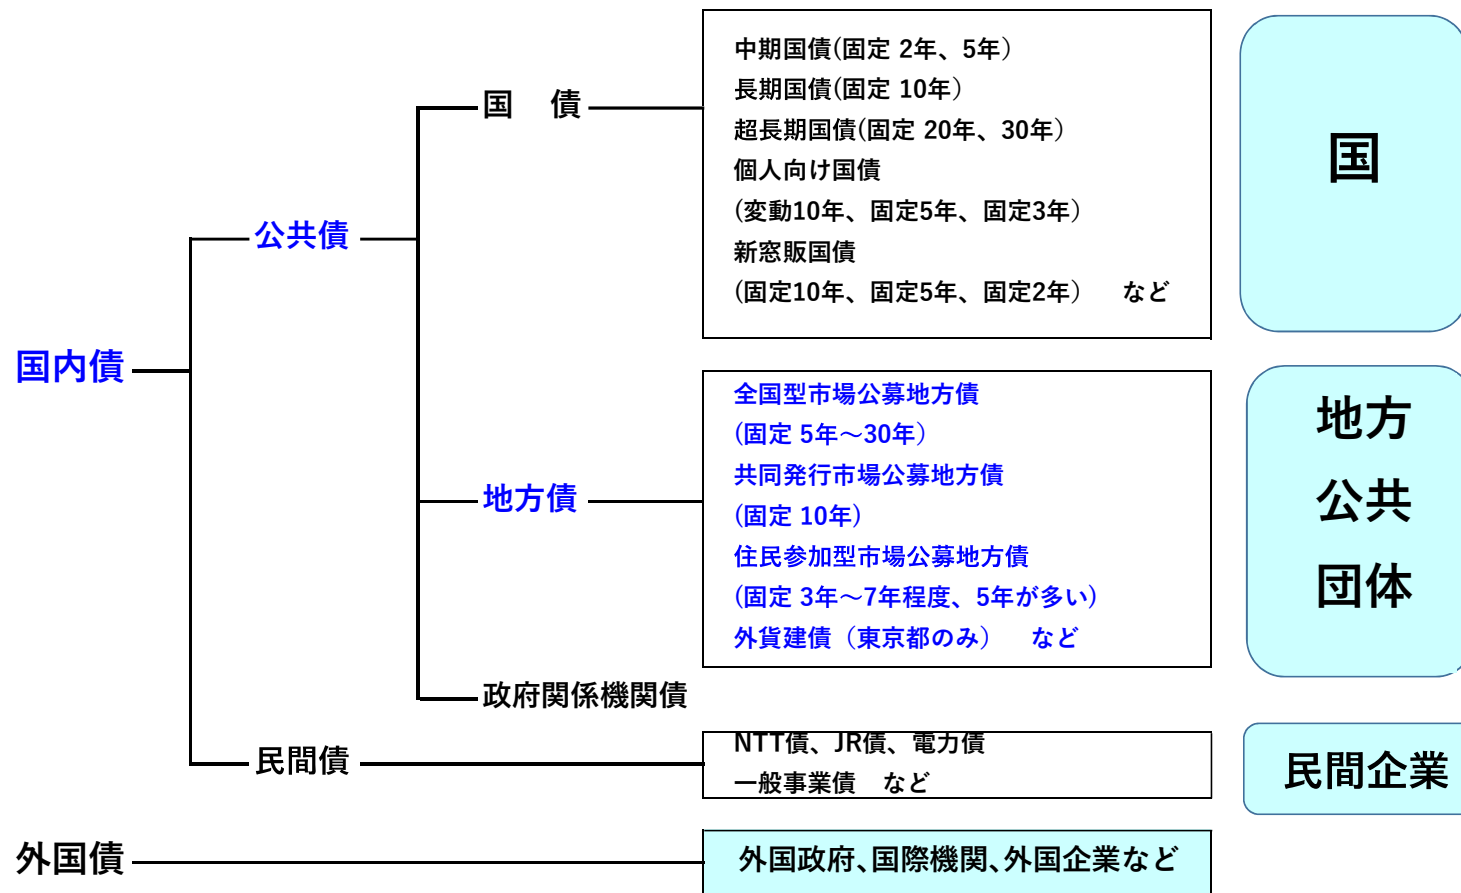 中期国債(固定 2年、5年)
長期国債(固定 10年)
国　債
超長期国債(固定 20年、30年)
国
個人向け国債
(変動10年、固定5年、固定3年)
公共債
新窓販国債
(固定10年、固定5年、固定2年)　など
国内債
全国型市場公募地方債
(固定 5年～30年)
地方
共同発行市場公募地方債
地方債
公共
(固定 10年)
住民参加型市場公募地方債
団体
(固定 3年～7年程度、5年が多い)
外貨建債（東京都のみ）　など
政府関係機関債
NTT債、JR債、電力債
民間債
民間企業
一般事業債　など
外国債
外国政府、国際機関、外国企業など